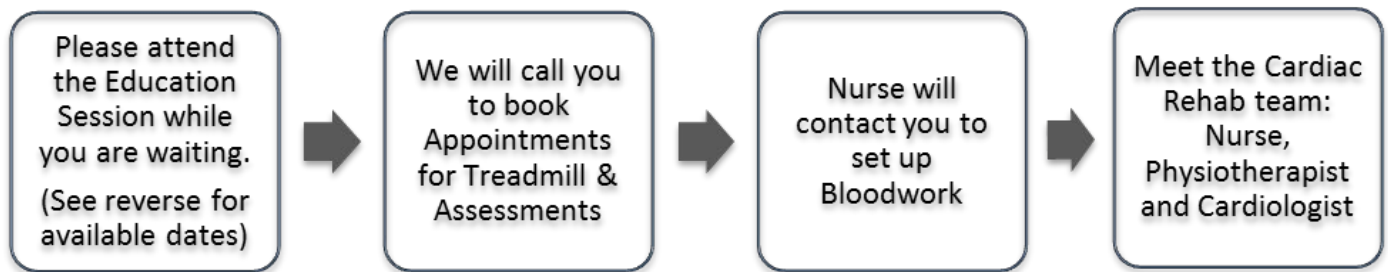 Please attend
the Education
Session while
you are waiting.
(See reverse for
available dates)
We will call you
to book
Appointments
for Treadmill &
Assessments
Nurse will
contact you to
set up
Bloodwork
Meet the Cardiac
Rehab team:
Nurse,
Physiotherapist
and Cardiologist